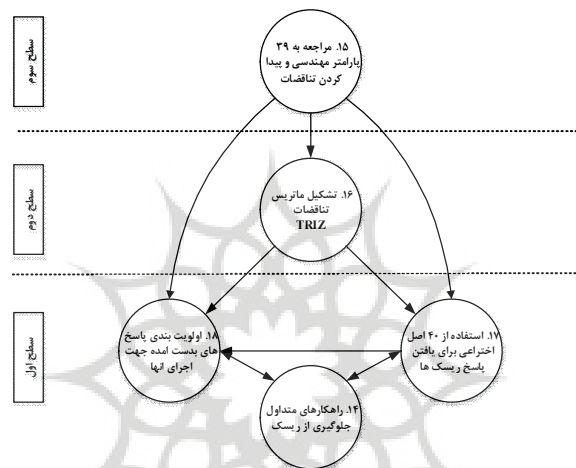 سطح سوم
۱۵. مراجعه به ۳۹
پارامتر مهندسی و پیدا
کردن تناقضات
سطح دوم
۱۶. تشکیل ماتریس
تناقضات
TRIZ
سطح اول
۱۷. استفاده از ۴۰ اصل
اختراعی برای یافتن
پاسخ ریسک ها
۱۸. اولویت بندی پاسخ
های بدست امده جهت
اجرای انها
۱۴. راهکارهای متداول
جلوگیری از ریسک